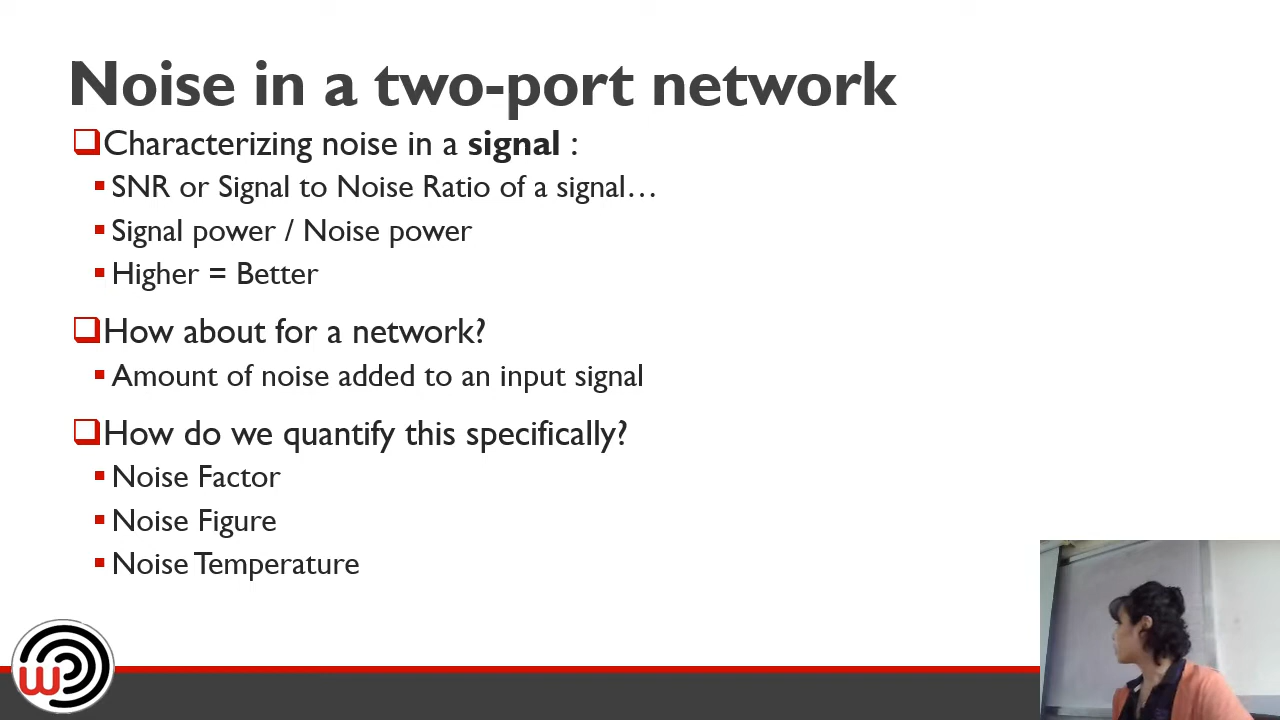 Noise in a two-port network
Characterizing noise in a signal :
SNR or Signal to Noise Ratio of a signal…
Signal power / Noise power
Higher = Better
How about for a network?
Amount of noise added to an input signal
How do we quantify this specifically?
Noise Factor
Noise Figure
Noise Temperature
w